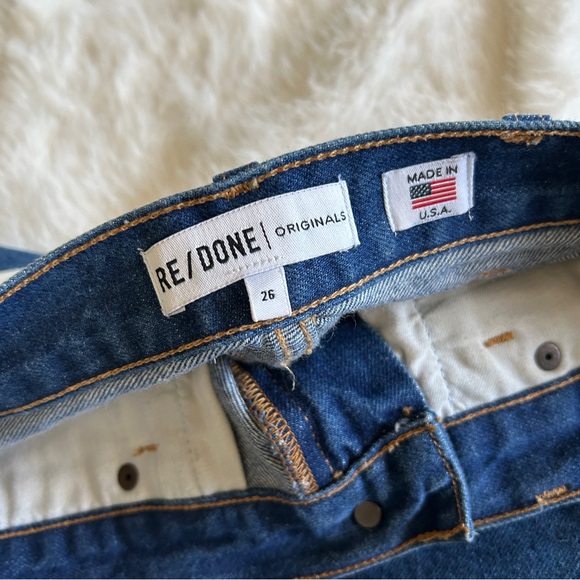 RE/DONE| ORIGINALS
26
MADE IN
U.S.A.